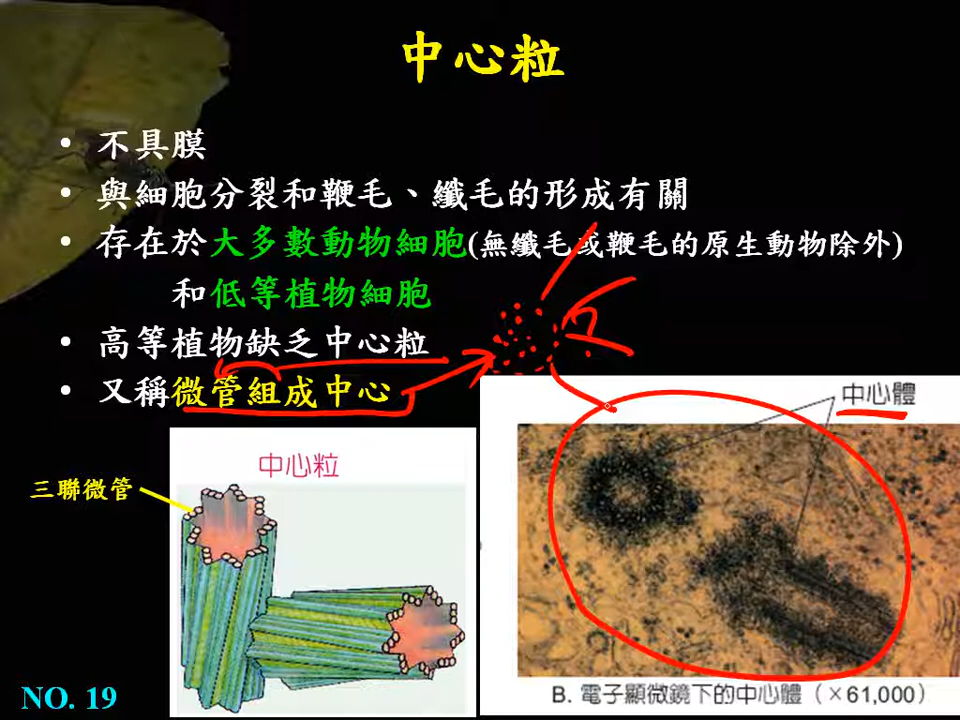 中心粒
• 不具膜
• 與細胞分裂和鞭毛、纖毛的形成有關
• 存在於大多數動物細胞(無纖毛或鞭毛的原生動物除外)
和低等植物細胞
• 高等植物缺乏中心粒
• 又稱微管組成中心
中心體
中心粒
三聯微管
B. 電子顯微鏡下的中心體（×61,000）
NO. 19